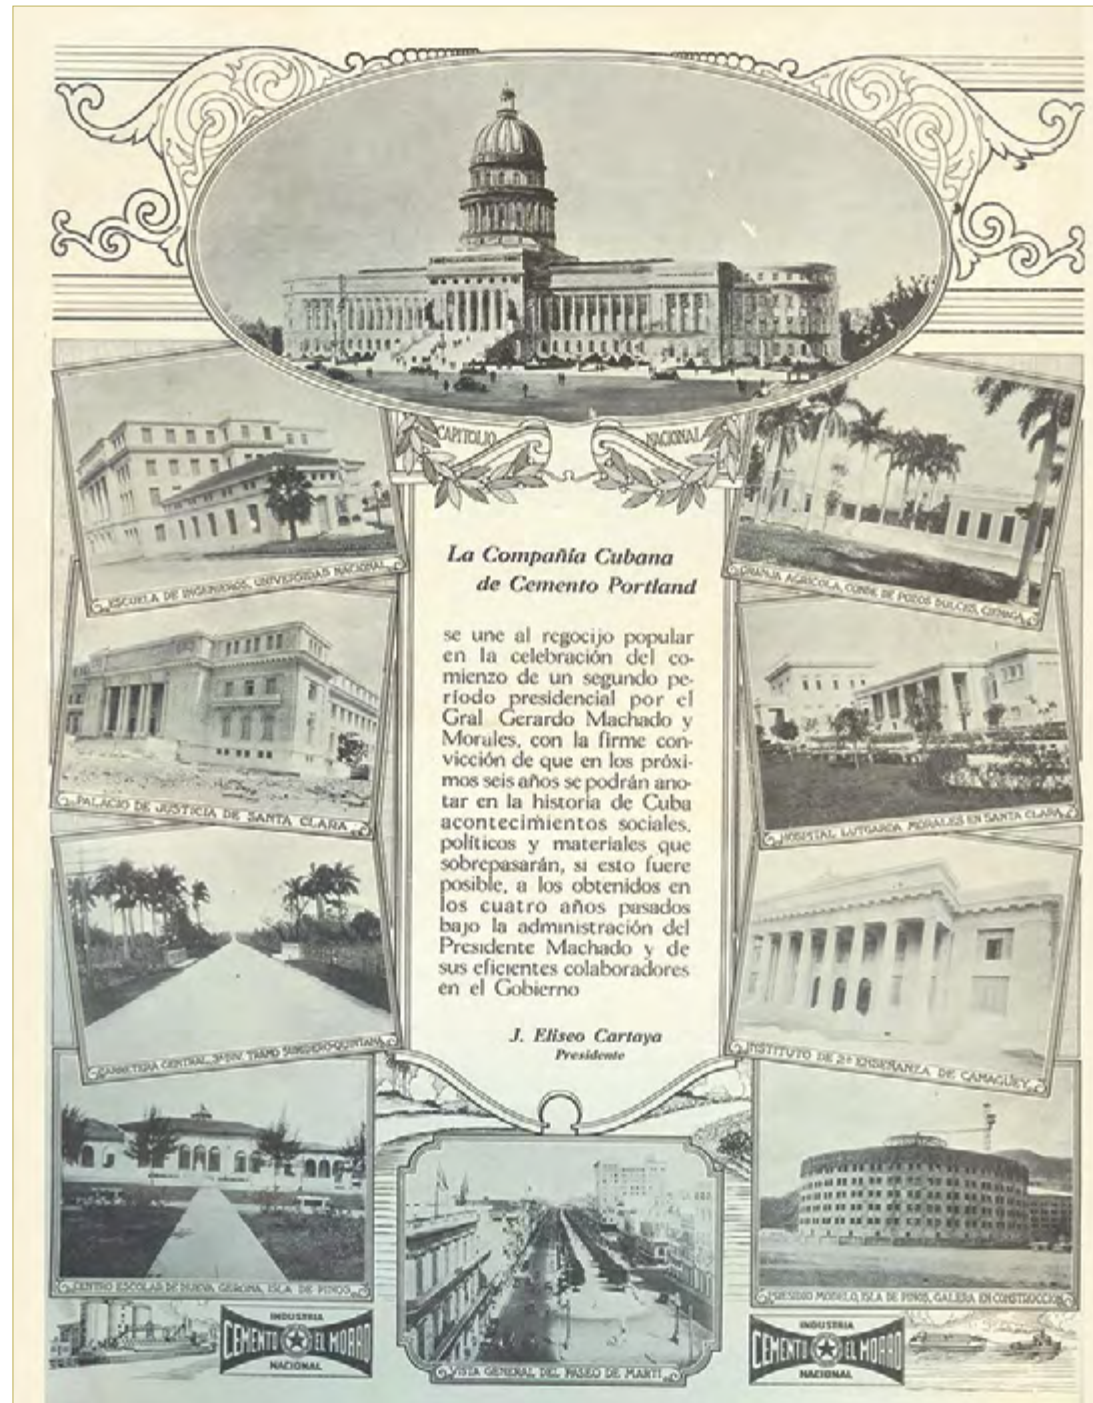 CAPITOLIO NACIONAL
ESCUELA DE INGENIEROS, UNIVERSIDAD NACIONAL
GRANJA AGRICOLA, CONDE DE POZOS DULCES, CIENAGA
La Compañía Cubana
de Cemento Portland
se une al regocijo popular
en la celebración del co-
mienzo de un segundo pe-
ríodo presidencial por el
Gral Gerardo Machado y
Morales, con la firme con-
vicción de que en los próxi-
mos seis años se podrán ano-
tar en la historia de Cuba
acontecimientos sociales,
políticos y materiales que
sobrepasarán, si esto fuere
posible, a los obtenidos en
los cuatro años pasados
bajo la administración del
Presidente Machado y de
sus eficientes colaboradores
en el Gobierno
J. Eliseo Cartaya
Presidente
PALACIO DE JUSTICIA DE SANTA CLARA
HOSPITAL LUTGARDA MORALES EN SANTA CLARA
CARRETERA CENTRAL, 3ª DIV. TRAMO
INSTITUTO DE 2ª ENSEÑANZA DE CAMAGUEY
CENTRO ESCOLAR DE NUEVA GERONA, ISLA DE PINOS
PRESIDIO MODELO, ISLA DE PINOS, GALERA EN CONSTRUCCION
VISTA GENERAL DEL PASEO DE MARTI
INDUSTRIA
CEMENTO EL MORRO
NACIONAL
INDUSTRIA
CEMENTO EL MORRO
NACIONAL